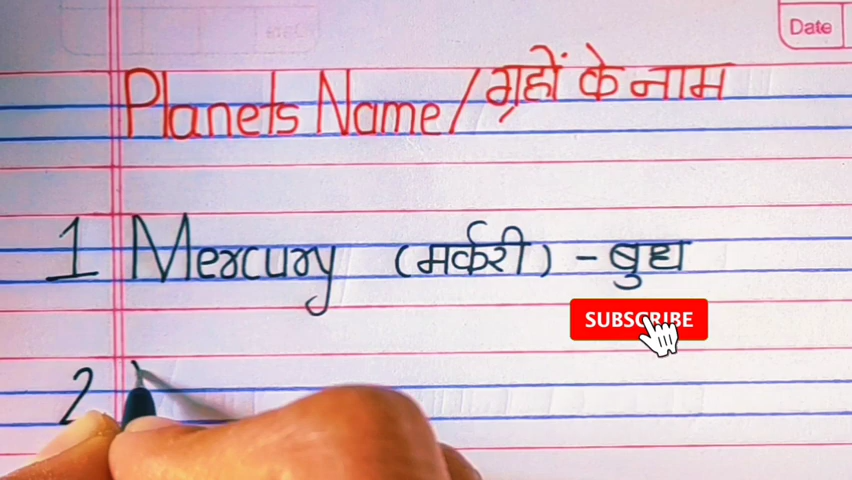 Date
Planets Name/ग्रहों के नाम
1 Mercury (मर्करी) - बुध
SUBSCRIBE
2